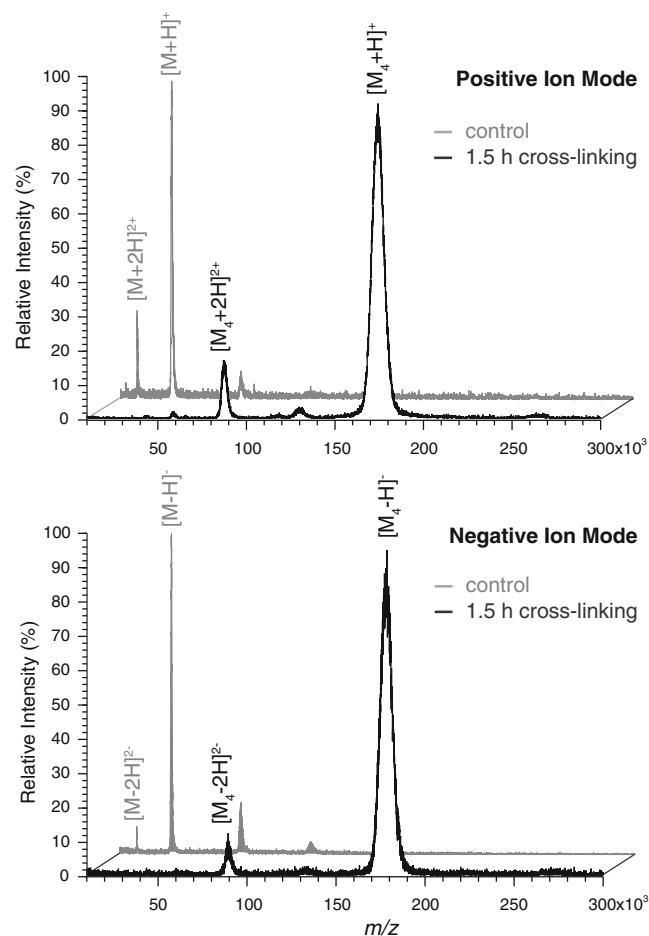 [M+H]⁺
[M₄+H]⁺
Positive Ion Mode
control
1.5 h cross-linking
[M+2H]²⁺
[M₄+2H]²⁺
Relative Intensity (%)
100
90
80
70
60
50
40
30
20
10
0
50
100
150
200
250
300x10³
[M-H]⁻
[M₄-H]⁻
Negative Ion Mode
control
1.5 h cross-linking
[M-2H]²⁻
[M₄-2H]²⁻
Relative Intensity (%)
100
90
80
70
60
50
40
30
20
10
0
50
100
150
200
250
300x10³
m/z